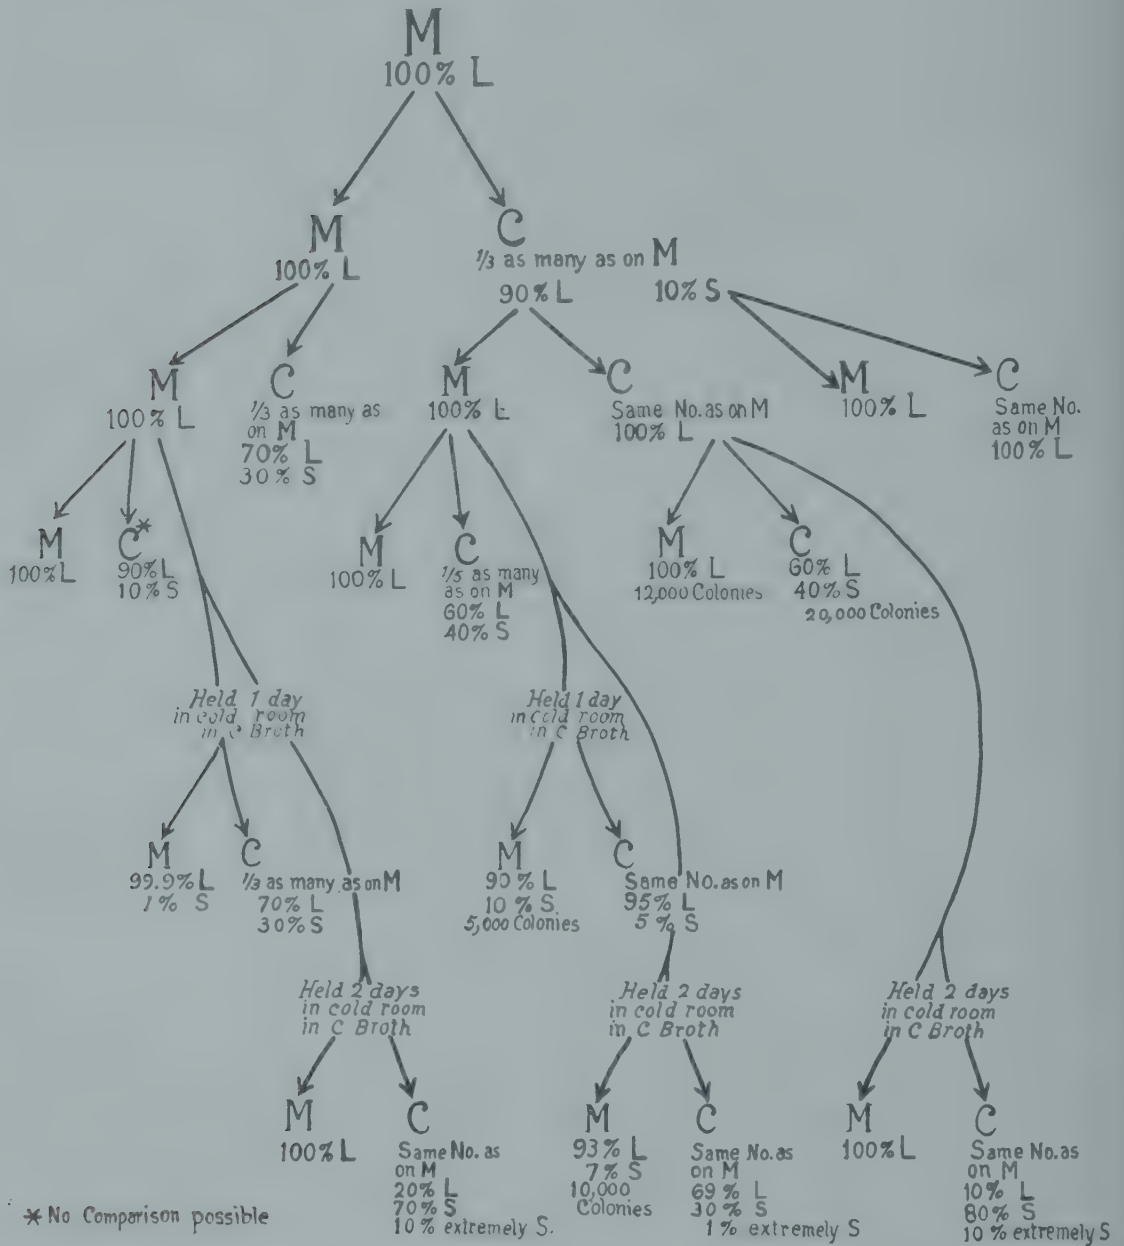 M
100% L
M
100% L
C
1/3 as many as on M
90% L 10% S
M
100% L
C
1/3 as many as
on M
70% L
30% S
M
100% L
C
Same No. as on M
100% L
M
100% L
C
Same No.
as on M
100% L
M
100% L
C*
90% L
10% S
M
100% L
C
1/5 as many
as on M
60% L
40% S
M
100% L
12,000 Colonies
C
60% L
40% S
20,000 Colonies
Held 1 day
in cold room
in C Broth
Held 1 day
in cold room
in C Broth
M
99.9% L
1% S
C
1/3 as many as on M
70% L
30% S
M
90% L
10% S
5,000 Colonies
C
Same No. as on M
95% L
5% S
Held 2 days
in cold room
in C Broth
Held 2 days
in cold room
in C Broth
Held 2 days
in cold room
in C Broth
M
100% L
C
Same No. as
on M
20% L
70% S
10% extremely S.
M
93% L
7% S
10,000
Colonies
C
Same No. as
on M
69% L
30% S
1% extremely S
M
100% L
C
Same No. as
on M
10% L
80% S
10% extremely S
* No Comparison possible